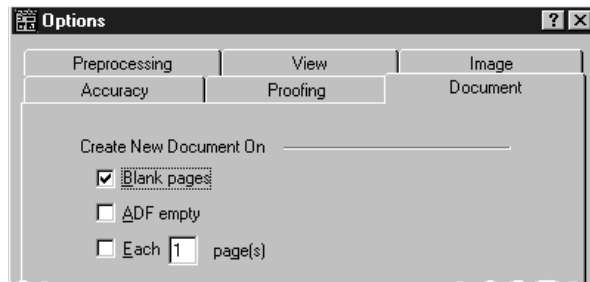 Options
Preprocessing View Image
Accuracy Proofing Document
Create New Document On
Blank pages
ADF empty
Each 1 page(s)